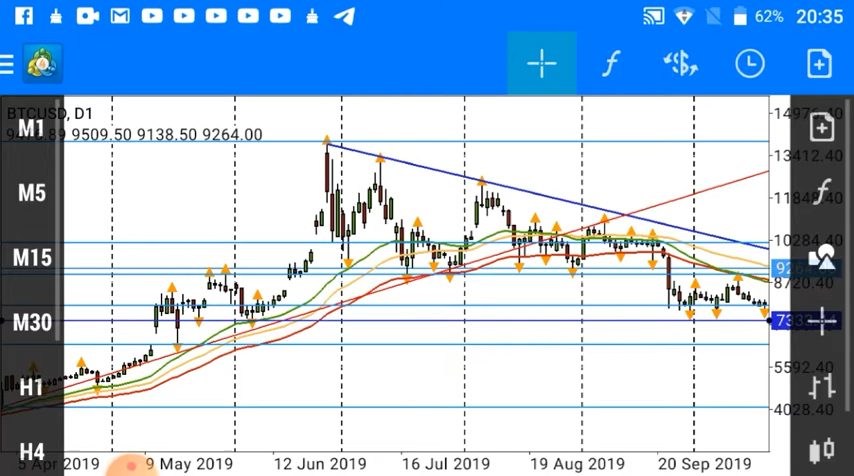 62% 20:35
BTCUSD, D1
9509.50 9138.50 9264.00
M1
M5
M15
M30
H1
H4
14976.40
13412.40
11848.40
10284.40
8720.40
5592.40
4028.40
5 Apr 2019 9 May 2019 12 Jun 2019 16 Jul 2019 19 Aug 2019 20 Sep 2019